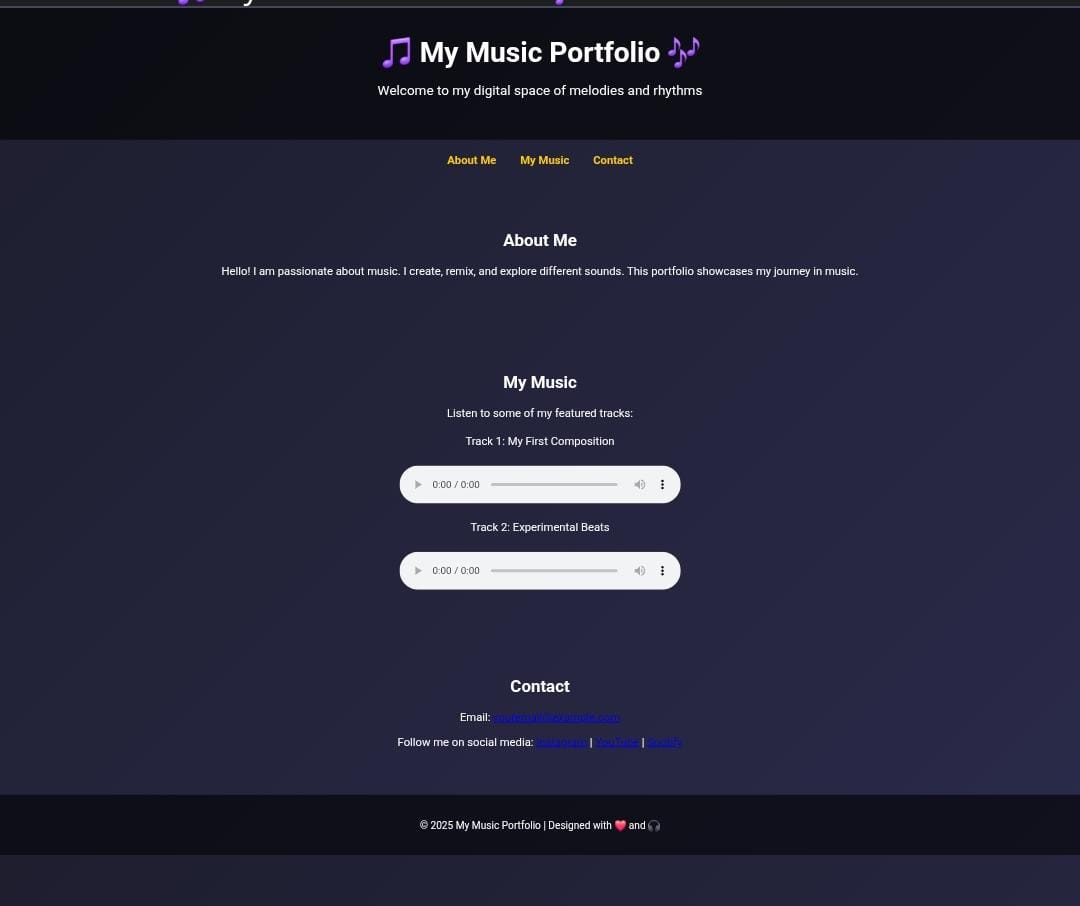 🎵 My Music Portfolio 🎶
Welcome to my digital space of melodies and rhythms
About Me My Music Contact
About Me
Hello! I am passionate about music. I create, remix, and explore different sounds. This portfolio showcases my journey in music.
My Music
Listen to some of my featured tracks:
Track 1: My First Composition
0:00 / 0:00
Track 2: Experimental Beats
0:00 / 0:00
Contact
Email: youremail@example.com
Follow me on social media: Instagram | YouTube | Spotify
© 2025 My Music Portfolio | Designed with ❤️ and 🎧